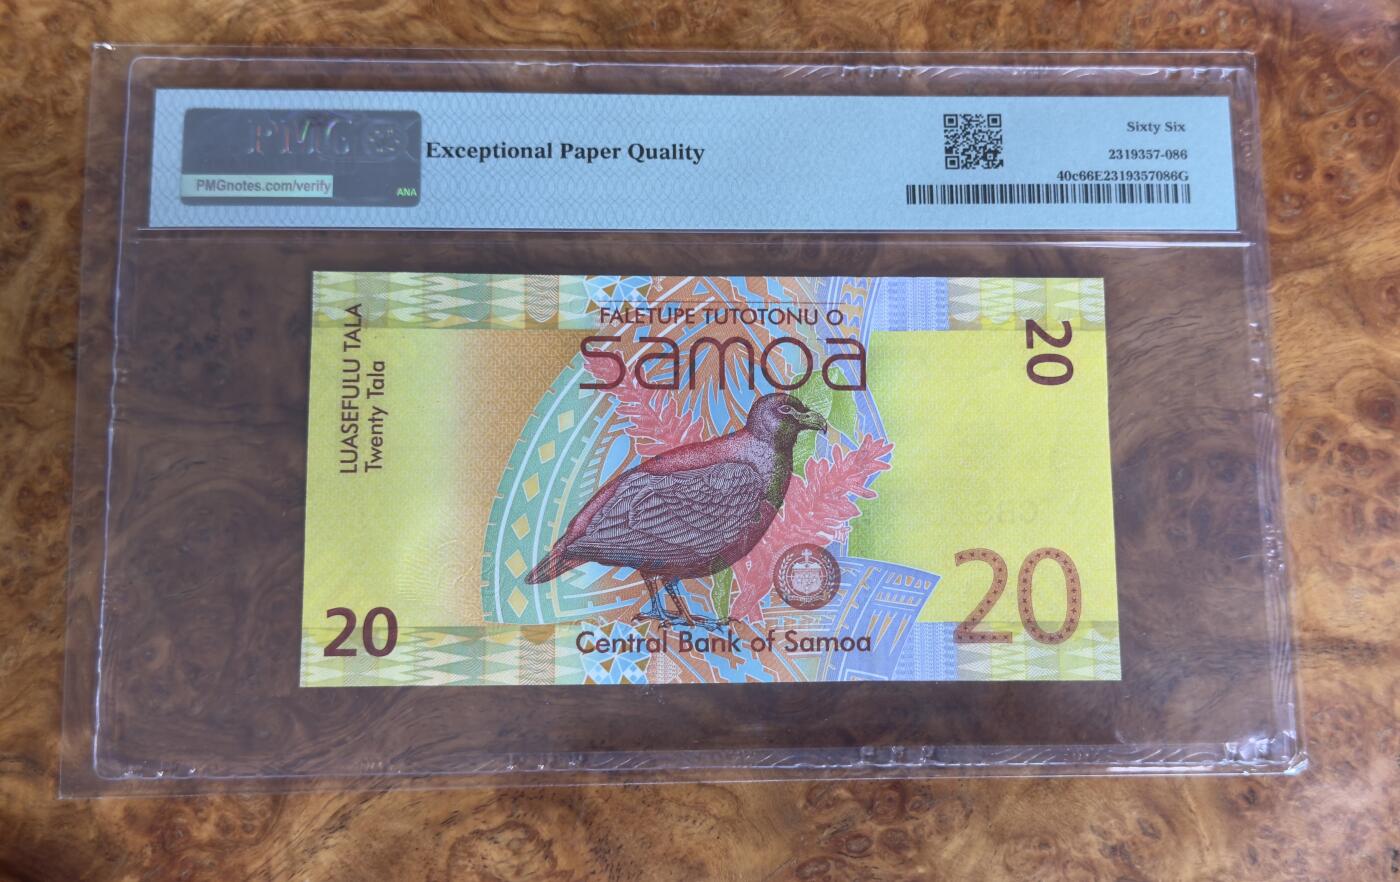 PMG
PMGnotes.com/verify
ANA
Exceptional Paper Quality
Sixty Six
2319357-086
40c66E2319357086G
LUASEFULU TALA
Twenty Tala
FALETUPE TUTOTONU O
samoa
20
20
20
Central Bank of Samoa